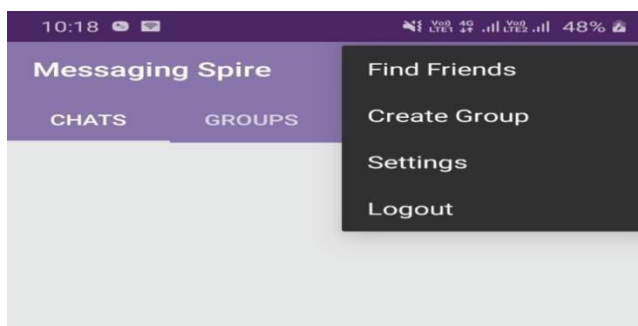 10:18 48%
Messaging Spire
CHATS GROUPS
Find Friends
Create Group
Settings
Logout